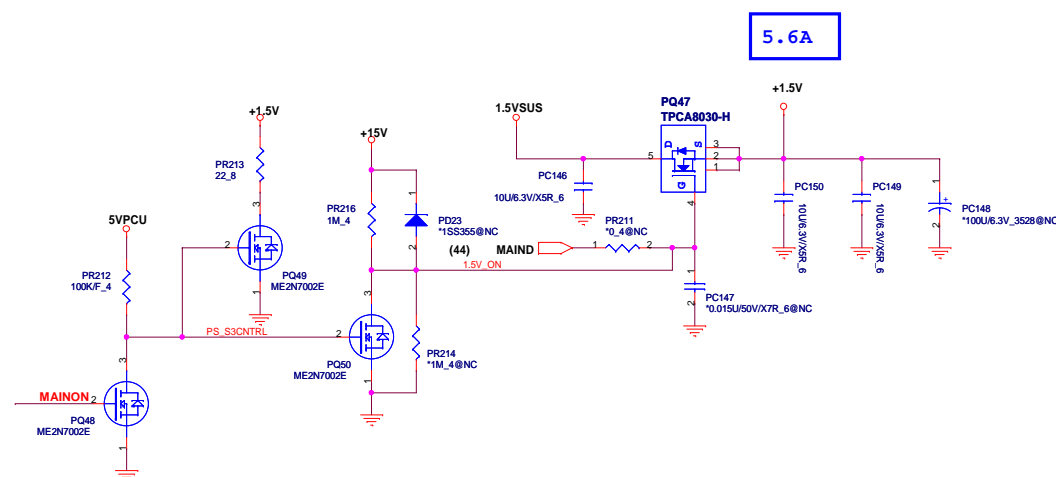 5.6A
+1.5V
PQ47
TPCA8030-H
1.5VSUS
+1.5V
+15V
D
S
G
5
3
2
1
4
PC146
10U/6.3V/X5R_6
PC150
10U/6.3V/X5R_6
PC149
10U/6.3V/X5R_6
1
+
PC148
*100U/6.3V_3528@NC
2
PR213
22_8
PR216
1M_4
1
PD23
*1SS355@NC
2
PR211
*0_4@NC
(44)
MAIND
1
2
1.5V_ON
5VPCU
3
2
PQ49
ME2N7002E
1
PR212
100K/F_4
1
PC147
*0.015U/50V/X7R_6@NC
2
PS_S3CNTRL
3
2
PQ50
ME2N7002E
1
PR214
*1M_4@NC
3
MAINON
2
PQ48
ME2N7002E
1